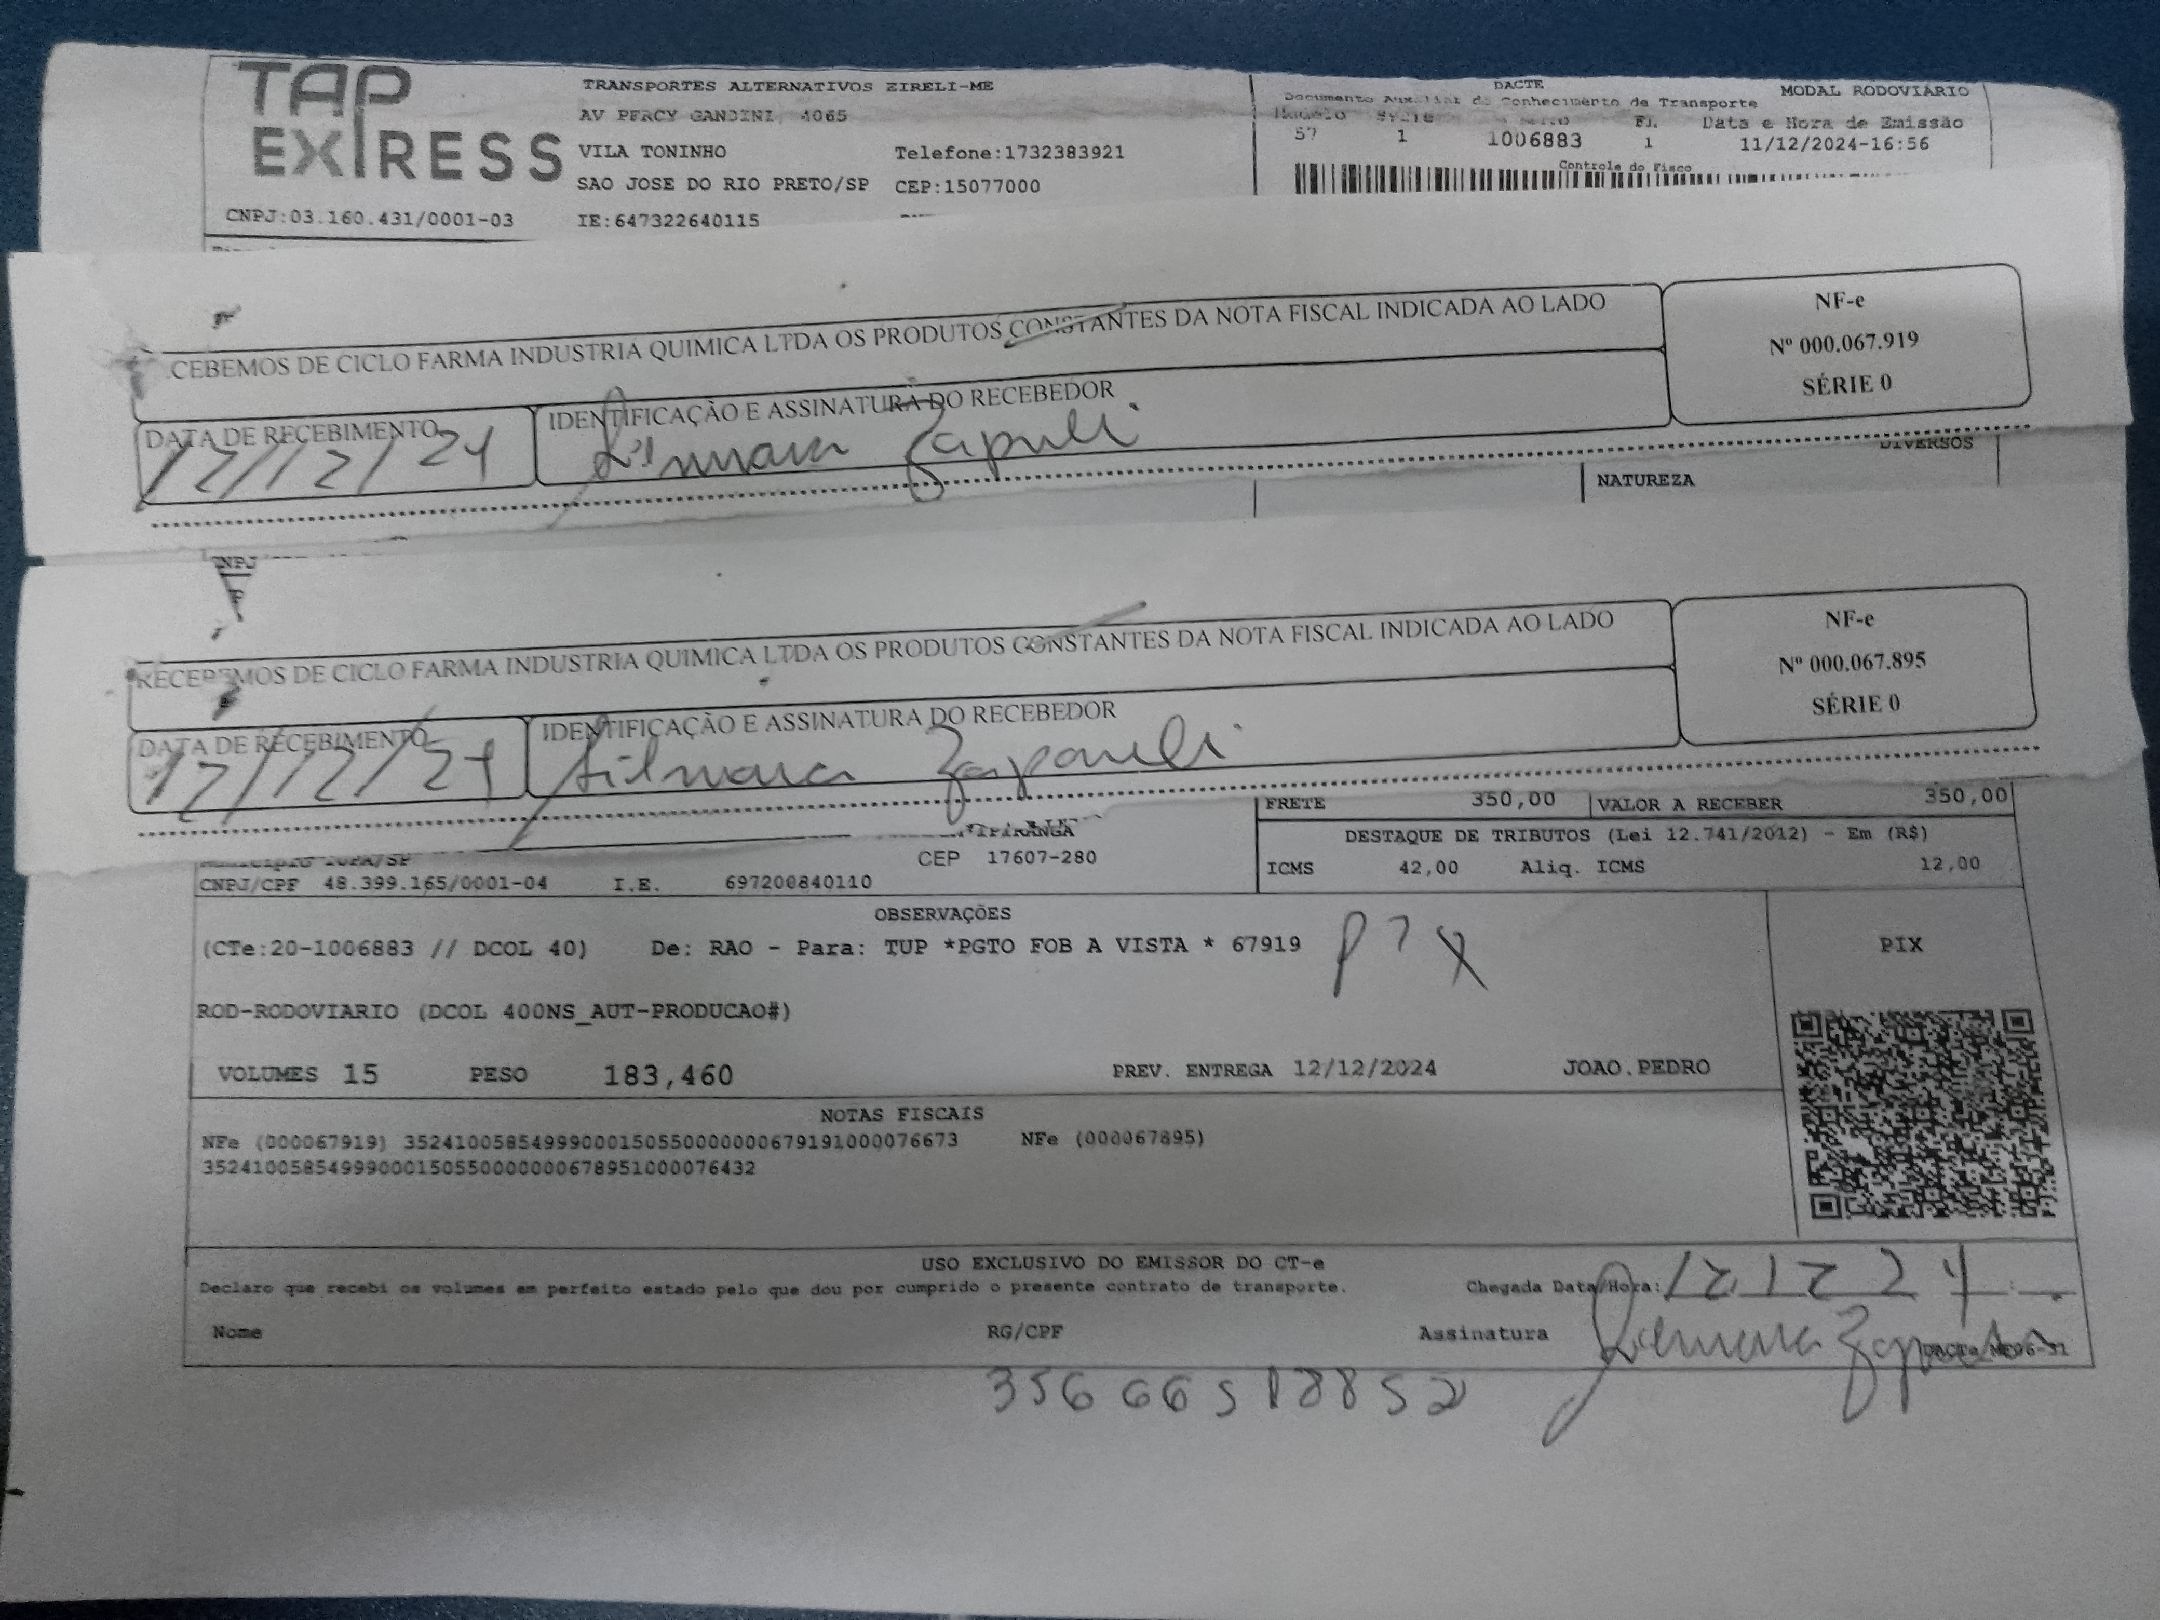 TAP EXPRESS
TRANSPORTES ALTERNATIVOS EIRELI-ME
AV PERCY GANDINI, 4065
VILA TONINHO Telefone:1732383921
SAO JOSE DO RIO PRETO/SP CEP:15077000
CNPJ:03.160.431/0001-03 IE:647322640115
DACTE
Documento Auxiliar do Conhecimento de Transporte
MODAL RODOVIÁRIO
Modelo Série FL Data e Hora de Emissão
57 1 1006883 1 11/12/2024-16:56
Controle do Fisco
CEBEMOS DE CICLO FARMA INDUSTRIA QUIMICA LTDA OS PRODUTOS CONSTANTES DA NOTA FISCAL INDICADA AO LADO
NF-e
Nº 000.067.919
SÉRIE 0
DATA DE RECEBIMENTO
12/12/24
IDENTIFICAÇÃO E ASSINATURA DO RECEBEDOR
DIVERSOS
NATUREZA
CNPJ
RECEBEMOS DE CICLO FARMA INDUSTRIA QUIMICA LTDA OS PRODUTOS CONSTANTES DA NOTA FISCAL INDICADA AO LADO
NF-e
Nº 000.067.895
SÉRIE 0
DATA DE RECEBIMENTO
12/12/24
IDENTIFICAÇÃO E ASSINATURA DO RECEBEDOR
FRETE 350,00 VALOR A RECEBER 350,00
IPIRANGA
Município TUPA/SP CEP 17607-280
CNPJ/CPF 48.399.165/0001-04 I.E. 697200840110
DESTAQUE DE TRIBUTOS (Lei 12.741/2012) - Em (R$)
ICMS 42,00 Aliq. ICMS 12,00
OBSERVAÇÕES
(CTe:20-1006883 // DCOL 40) De: RAO - Para: TUP *PGTO FOB A VISTA * 67919
PIX
PIX
ROD-RODOVIARIO (DCOL 400NS_AUT-PRODUCAO#)
VOLUMES 15 PESO 183,460 PREV. ENTREGA 12/12/2024 JOAO.PEDRO
NOTAS FISCAIS
NFe (000067919) 35241005854999000150550000000679191000076673 NFe (000067895)
35241005854999000150550000000678951000076432
USO EXCLUSIVO DO EMISSOR DO CT-e
Declaro que recebi os volumes em perfeito estado pelo que dou por cumprido o presente contrato de transporte.
Chegada Data/Hora: 12 12 24
Nome RG/CPF Assinatura
35666518852